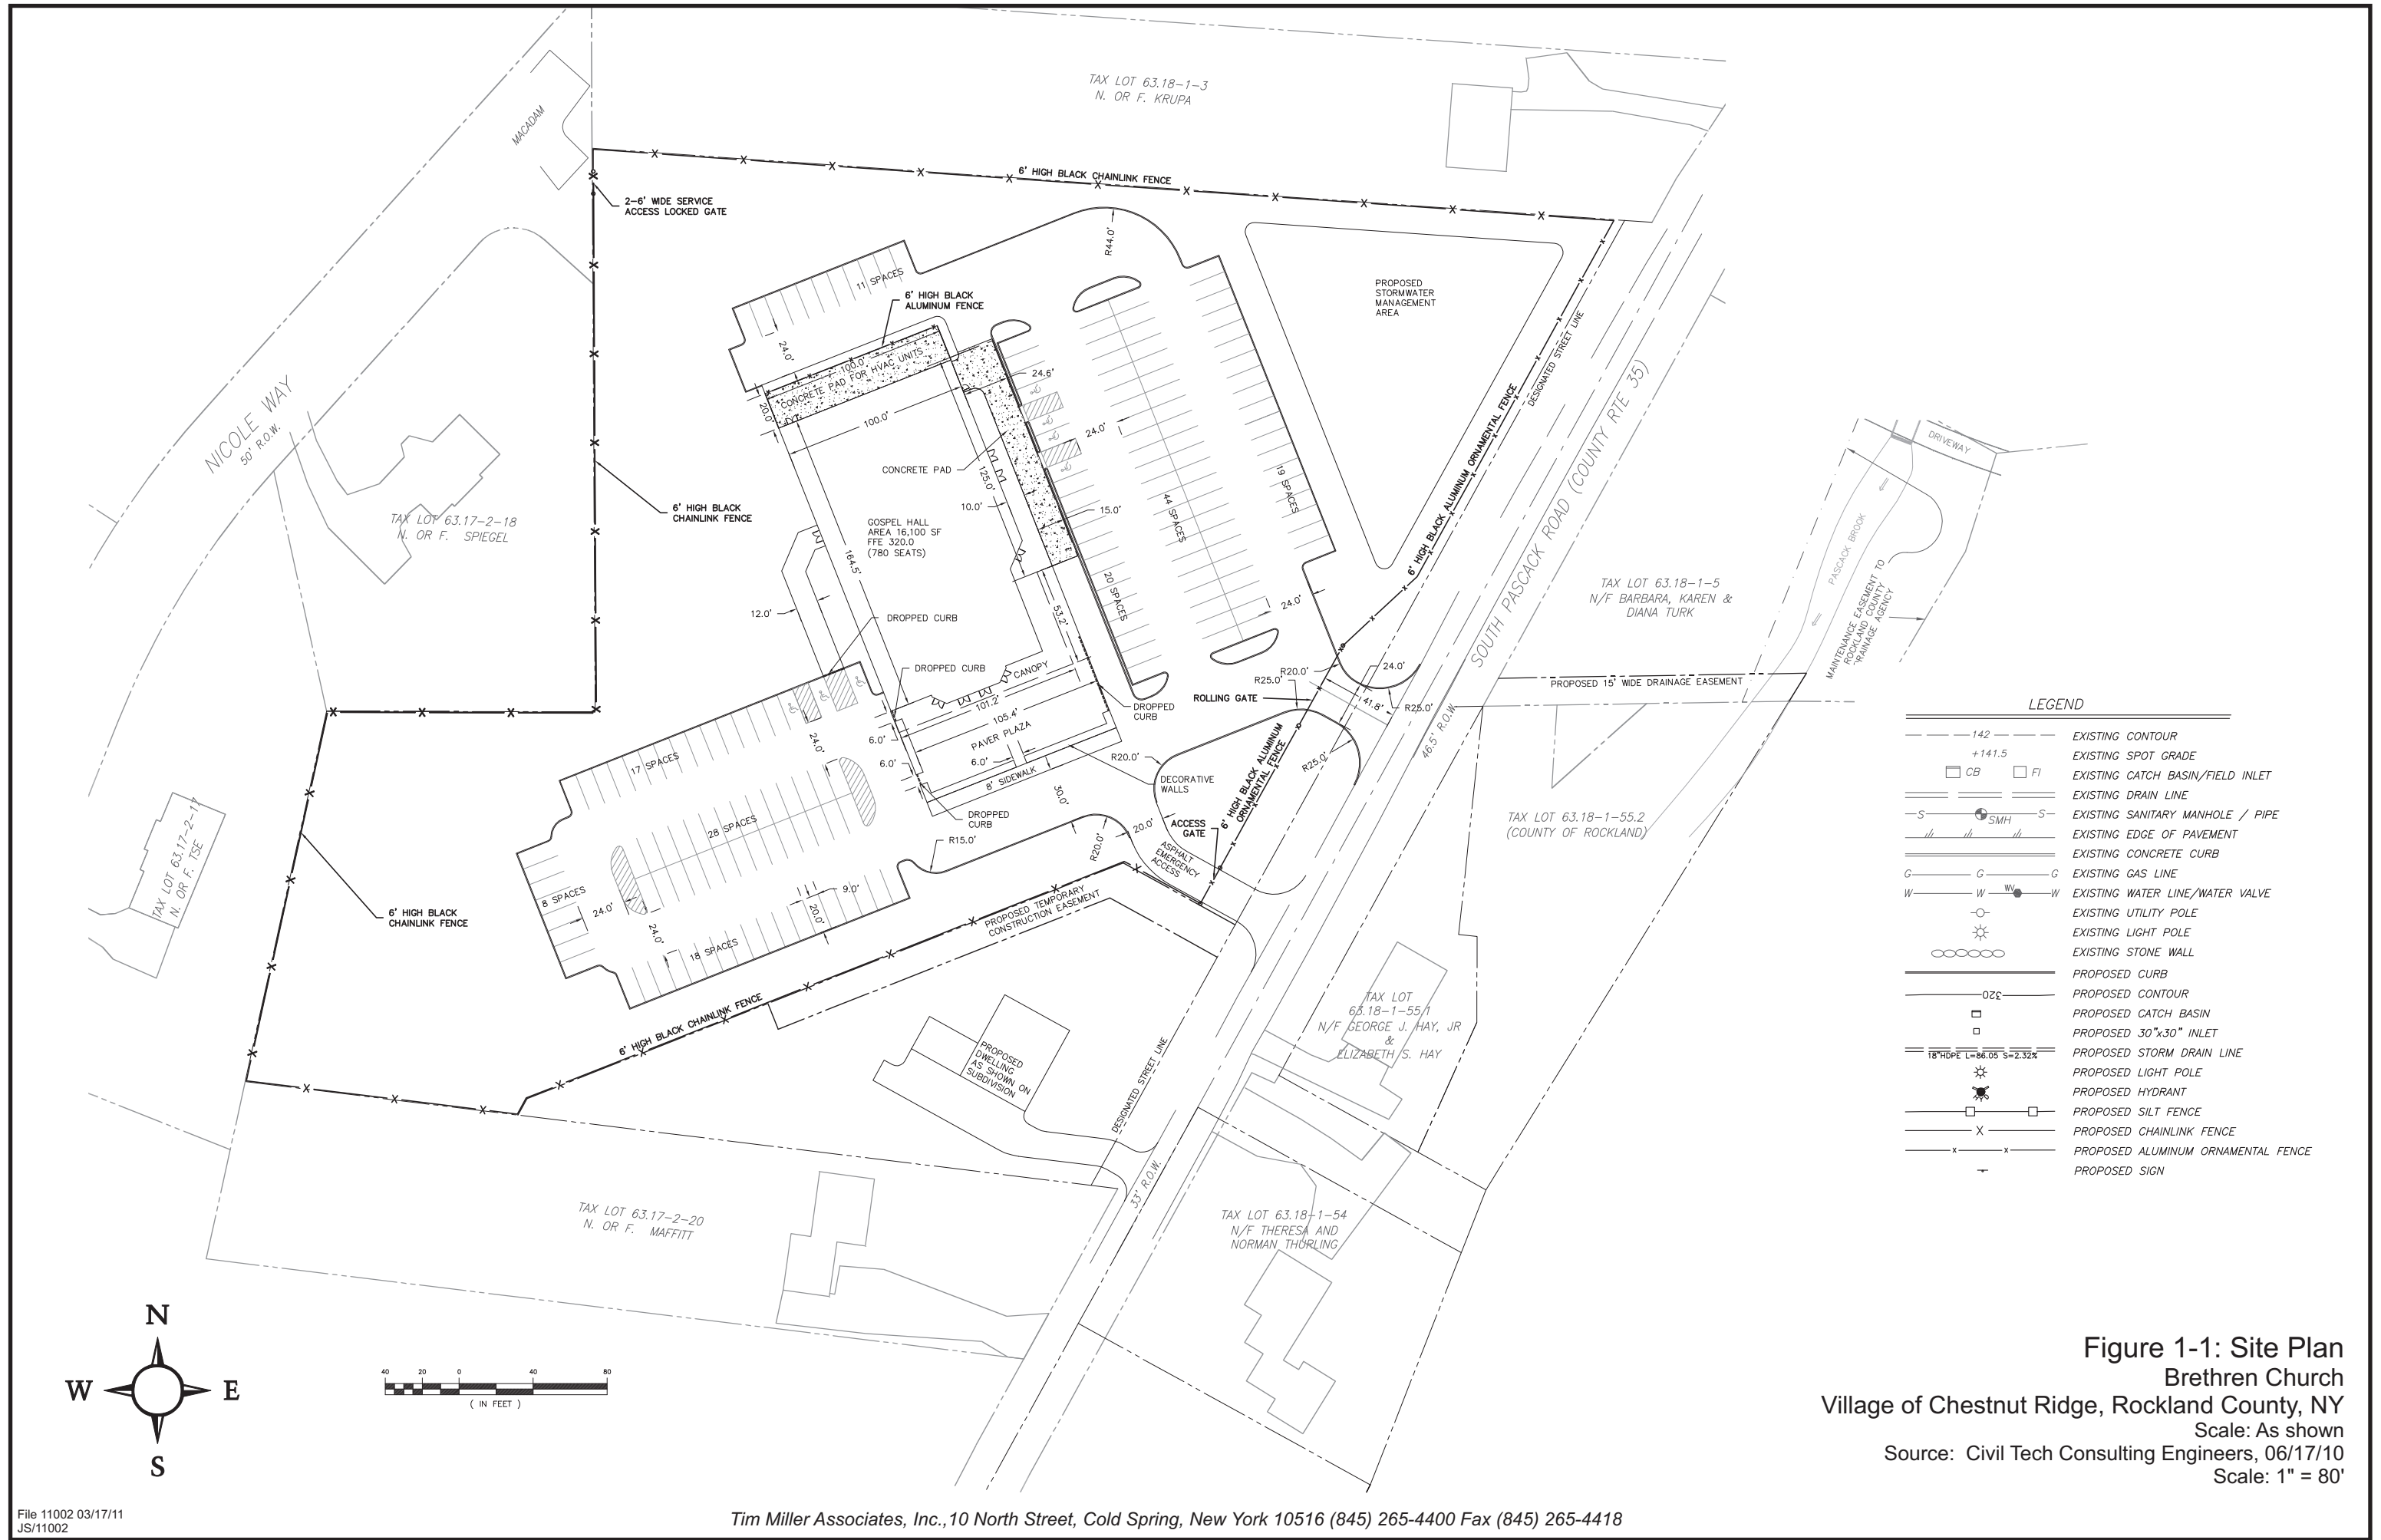 TAX LOT 63.18-1-3
N. OR F. KRUPA
MACADAM
6' HIGH BLACK CHAINLINK FENCE
2-6' WIDE SERVICE
ACCESS LOCKED GATE
R44.0'
11 SPACES
6' HIGH BLACK
ALUMINUM FENCE
PROPOSED
STORMWATER
MANAGEMENT
AREA
24.0'
100.0'
CONCRETE PAD FOR HVAC UNITS
20.0'
24.6'
100.0'
24.0'
DESIGNATED STREET LINE
6' HIGH BLACK ALUMINUM ORNAMENTAL FENCE
SOUTH PASCACK ROAD (COUNTY RTE 35)
NICOLE WAY
50' R.O.W.
DRIVEWAY
CONCRETE PAD
125.0'
19 SPACES
44 SPACES
10.0'
15.0'
6' HIGH BLACK
CHAINLINK FENCE
TAX LOT 63.17-2-18
N. OR F. SPIEGEL
GOSPEL HALL
AREA 16,100 SF
FFE 320.0
(780 SEATS)
164.5'
PASCACK BROOK
MAINTENANCE EASEMENT TO
ROCKLAND COUNTY
DRAINAGE AGENCY
20 SPACES
53.2'
24.0'
12.0'
DROPPED CURB
TAX LOT 63.18-1-5
N/F BARBARA, KAREN &
DIANA TURK
DROPPED CURB
CANOPY
R20.0'
24.0'
R25.0'
ROLLING GATE
PROPOSED 15' WIDE DRAINAGE EASEMENT
41.8'
R25.0'
46.5' R.O.W.
DROPPED
CURB
101.2'
105.4'
PAVER PLAZA
6.0'
6.0'
6.0'
8' SIDEWALK
24.0'
17 SPACES
R20.0'
DECORATIVE
WALLS
6' HIGH BLACK ALUMINUM
ORNAMENTAL FENCE
R25.0'
30.0'
DROPPED
CURB
28 SPACES
R15.0'
R20.0'
20.0'
ACCESS
GATE
ASPHALT
EMERGENCY
ACCESS
TAX LOT 63.18-1-55.2
(COUNTY OF ROCKLAND)
TAX LOT 63.17-2-17
N. OR F. TSE
8 SPACES
24.0'
9.0'
20.0'
24.0'
18 SPACES
PROPOSED TEMPORARY
CONSTRUCTION EASEMENT
6' HIGH BLACK
CHAINLINK FENCE
6' HIGH BLACK CHAINLINK FENCE
TAX LOT
63.18-1-55.1
N/F GEORGE J. HAY, JR
&
ELIZABETH S. HAY
PROPOSED
DWELLING
AS SHOWN ON
SUBDIVISION
DESIGNATED STREET LINE
33' R.O.W.
TAX LOT 63.17-2-20
N. OR F. MAFFITT
TAX LOT 63.18-1-54
N/F THERESA AND
NORMAN THURLING
LEGEND
142 EXISTING CONTOUR
+141.5 EXISTING SPOT GRADE
CB FI EXISTING CATCH BASIN/FIELD INLET
EXISTING DRAIN LINE
S SMH S EXISTING SANITARY MANHOLE / PIPE
EXISTING EDGE OF PAVEMENT
EXISTING CONCRETE CURB
G G G EXISTING GAS LINE
W W WV W EXISTING WATER LINE/WATER VALVE
EXISTING UTILITY POLE
EXISTING LIGHT POLE
EXISTING STONE WALL
PROPOSED CURB
320 PROPOSED CONTOUR
PROPOSED CATCH BASIN
PROPOSED 30"x30" INLET
18"HDPE L=86.05 S=2.32% PROPOSED STORM DRAIN LINE
PROPOSED LIGHT POLE
PROPOSED HYDRANT
PROPOSED SILT FENCE
X PROPOSED CHAINLINK FENCE
x x PROPOSED ALUMINUM ORNAMENTAL FENCE
PROPOSED SIGN
N
W E
S
40 20 0 40 80
( IN FEET )
Figure 1-1: Site Plan
Brethren Church
Village of Chestnut Ridge, Rockland County, NY
Scale: As shown
Source: Civil Tech Consulting Engineers, 06/17/10
Scale: 1" = 80'
File 11002 03/17/11
JS/11002
Tim Miller Associates, Inc.,10 North Street, Cold Spring, New York 10516 (845) 265-4400 Fax (845) 265-4418